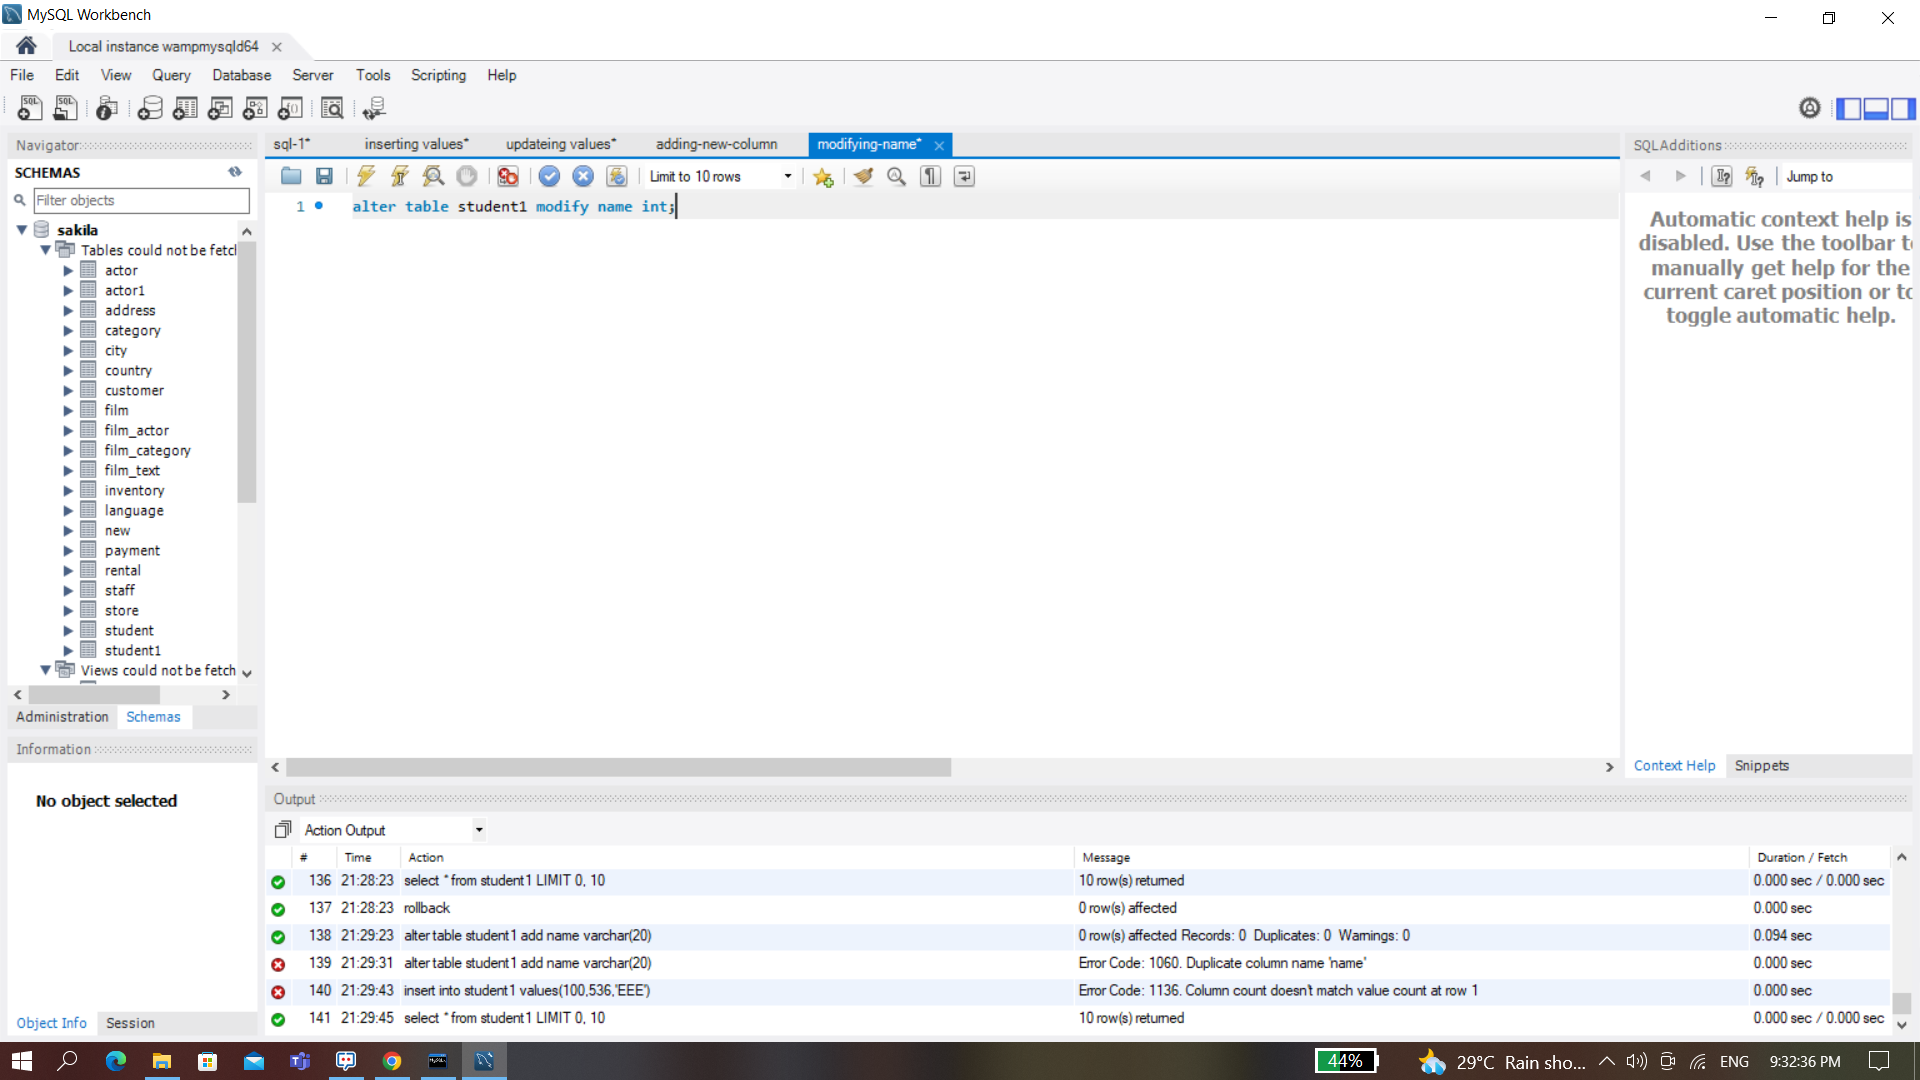 MySQL Workbench
Local instance wampmysqld64
File Edit View Query Database Server Tools Scripting Help
Navigator
SCHEMAS
Filter objects
sakila
Tables could not be fetch
actor
actor1
address
category
city
country
customer
film
film_actor
film_category
film_text
inventory
language
new
payment
rental
staff
store
student
student1
Views could not be fetch
Administration Schemas
Information
No object selected
Object Info Session
sql-1* inserting values* updateing values* adding-new-column modifying-name*
Limit to 10 rows
1 alter table student1 modify name int;
SQLAdditions
Jump to
Automatic context help is
disabled. Use the toolbar to
manually get help for the
current caret position or to
toggle automatic help.
Context Help Snippets
Output
Action Output
# Time Action Message Duration / Fetch
136 21:28:23 select * from student1 LIMIT 0, 10 10 row(s) returned 0.000 sec / 0.000 sec
137 21:28:23 rollback 0 row(s) affected 0.000 sec
138 21:29:23 alter table student1 add name varchar(20) 0 row(s) affected Records: 0 Duplicates: 0 Warnings: 0 0.094 sec
139 21:29:31 alter table student1 add name varchar(20) Error Code: 1060. Duplicate column name 'name' 0.000 sec
140 21:29:43 insert into student1 values(100,536,'EEE') Error Code: 1136. Column count doesn't match value count at row 1 0.000 sec
141 21:29:45 select * from student1 LIMIT 0, 10 10 row(s) returned 0.000 sec / 0.000 sec
44% 29°C Rain sho... ENG 9:32:36 PM